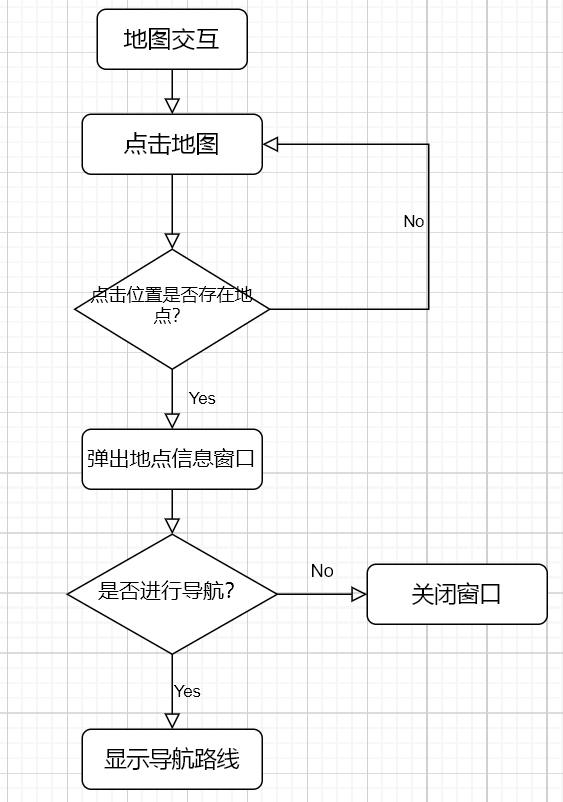 地图交互
点击地图
No
点击位置是否存在地
点？
Yes
弹出地点信息窗口
是否进行导航？
No
关闭窗口
Yes
显示导航路线